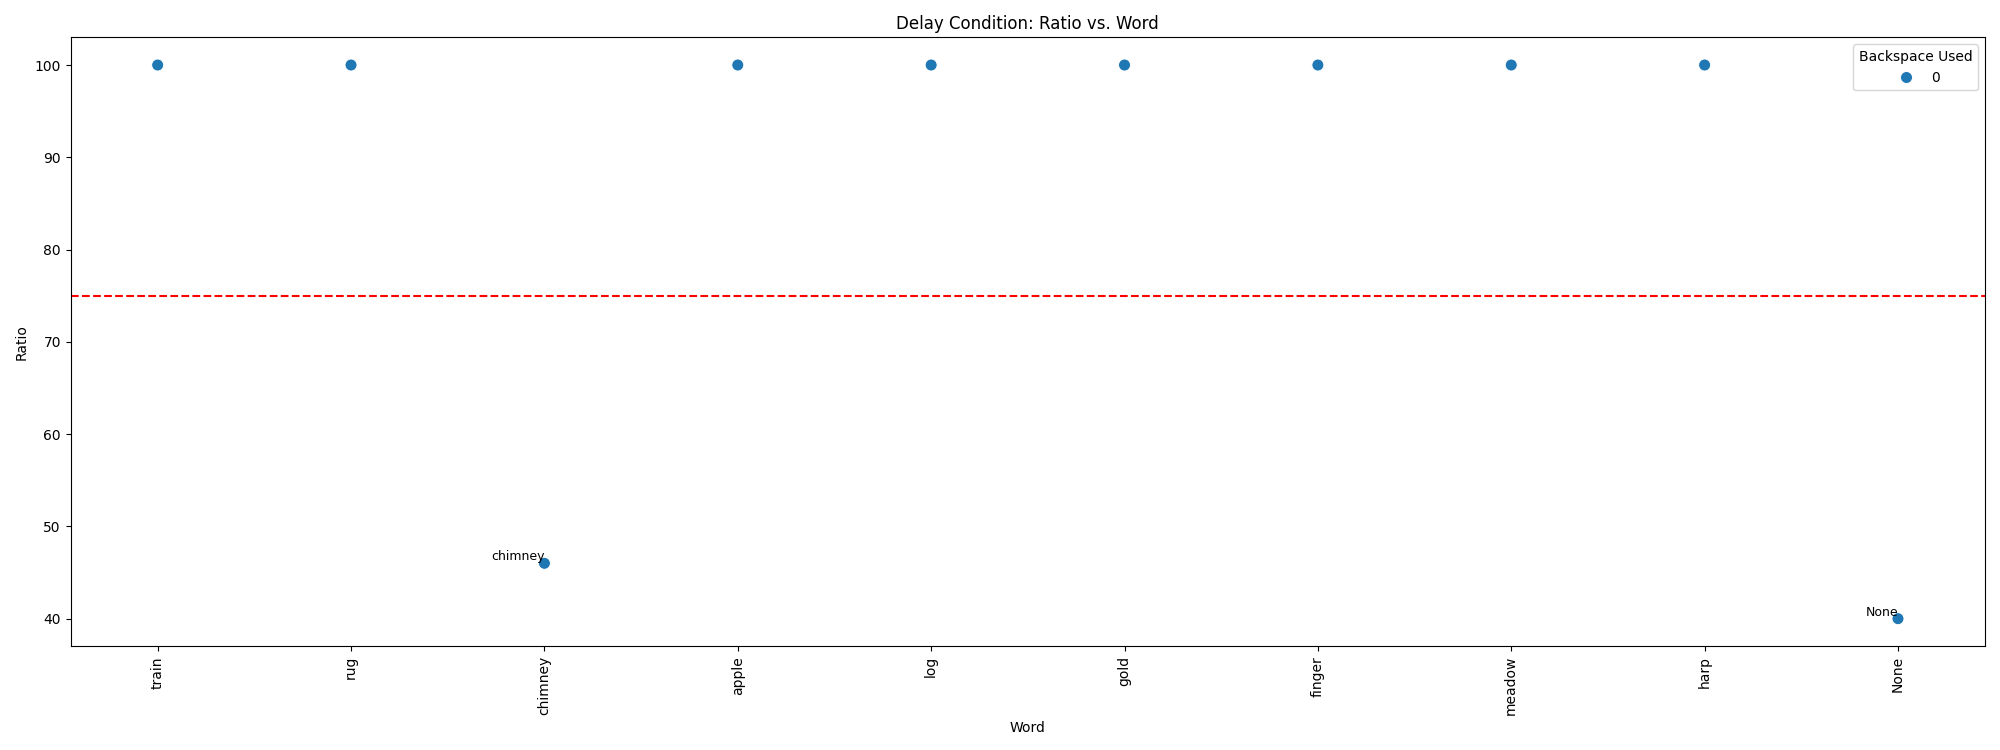 Delay Condition: Ratio vs. Word
Backspace Used
0
100
90
80
70
60
50
40
Ratio
chimney
None
train
rug
chimney
apple
log
gold
finger
meadow
harp
None
Word